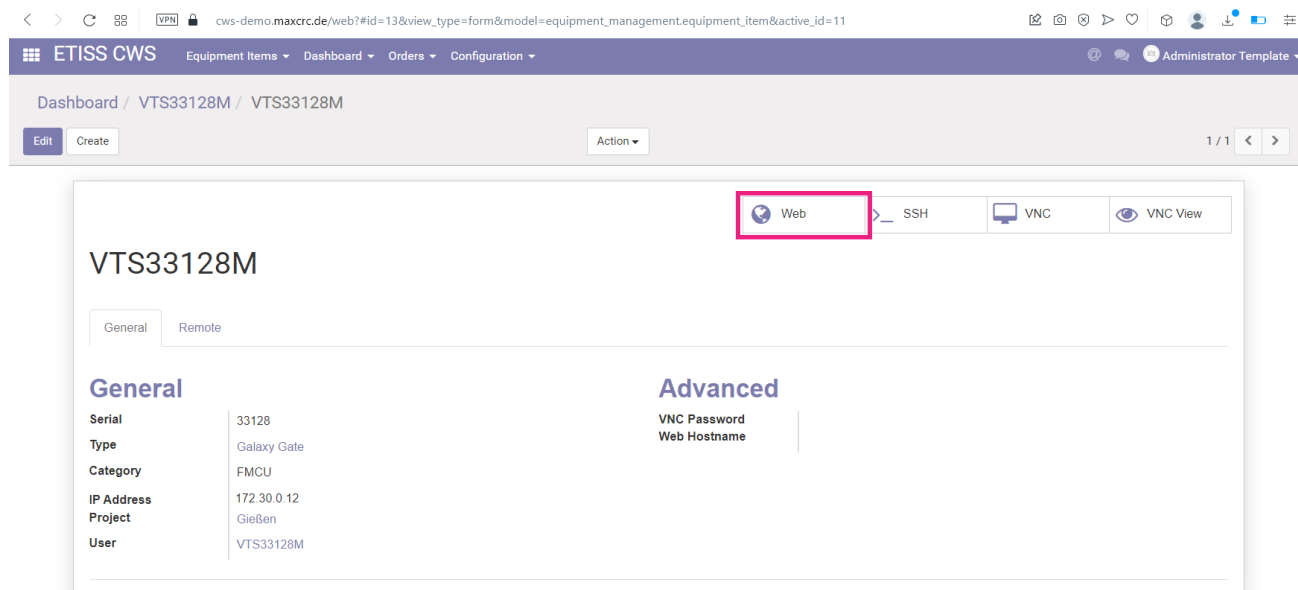 VPN cws-demo.maxcrc.de/web?#id=13&view_type=form&model=equipment_management.equipment_item&active_id=11
ETISS CWS Equipment Items Dashboard Orders Configuration @ Administrator Template
Dashboard / VTS33128M / VTS33128M
Edit Create Action 1 / 1
Web >_ SSH VNC VNC View
VTS33128M
General Remote
General Advanced
Serial 33128 VNC Password
Type Galaxy Gate Web Hostname
Category FMCU
IP Address 172.30.0.12
Project Gießen
User VTS33128M